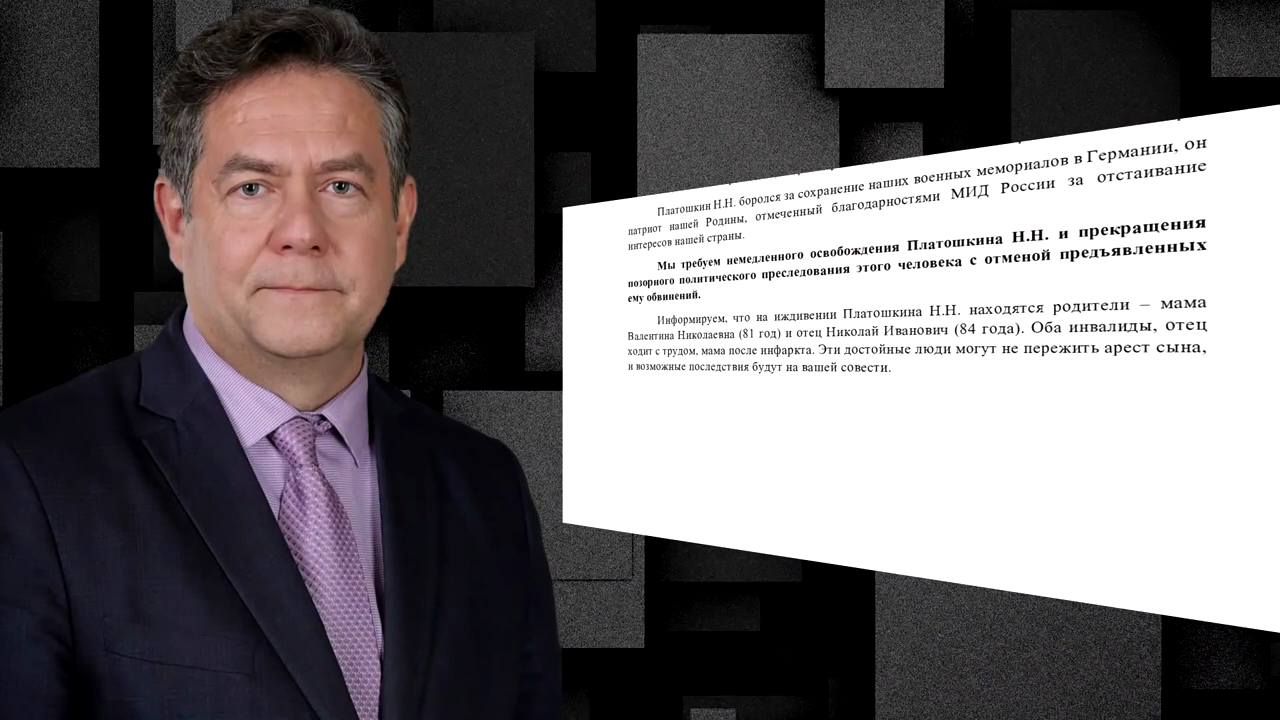 Платошкин Н.Н. боролся за сохранение наших военных мемориалов в Германии, он
патриот нашей Родины, отмеченный благодарностями МИД России за отстаивание
интересов нашей страны.
Мы требуем немедленного освобождения Платошкина Н.Н. и прекращения
позорного политического преследования этого человека с отменой предъявленных
ему обвинений.
Информируем, что на иждивении Платошкина Н.Н. находятся родители – мама
Валентина Николаевна (81 год) и отец Николай Иванович (84 года). Оба инвалиды, отец
ходит с трудом, мама после инфаркта. Эти достойные люди могут не пережить арест сына,
и возможные последствия будут на вашей совести.